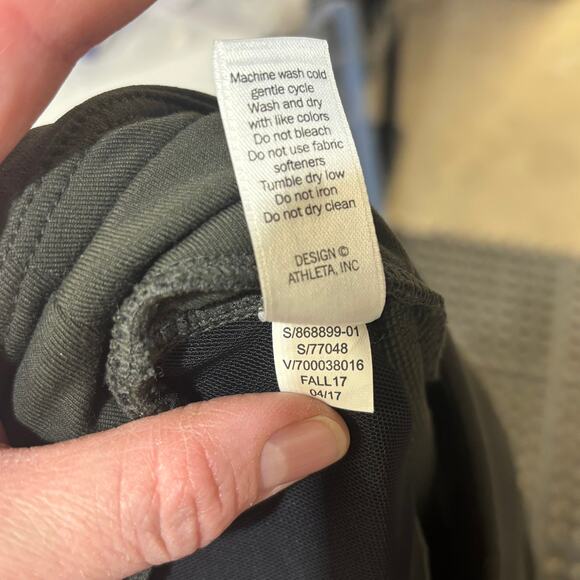 Machine wash cold
gentle cycle
Wash and dry
with like colors
Do not bleach
Do not use fabric
softeners
Tumble dry low
Do not iron
Do not dry clean
DESIGN ©
ATHLETA, INC
S/868899-01
S/77048
V/700038016
FALL17
04/17